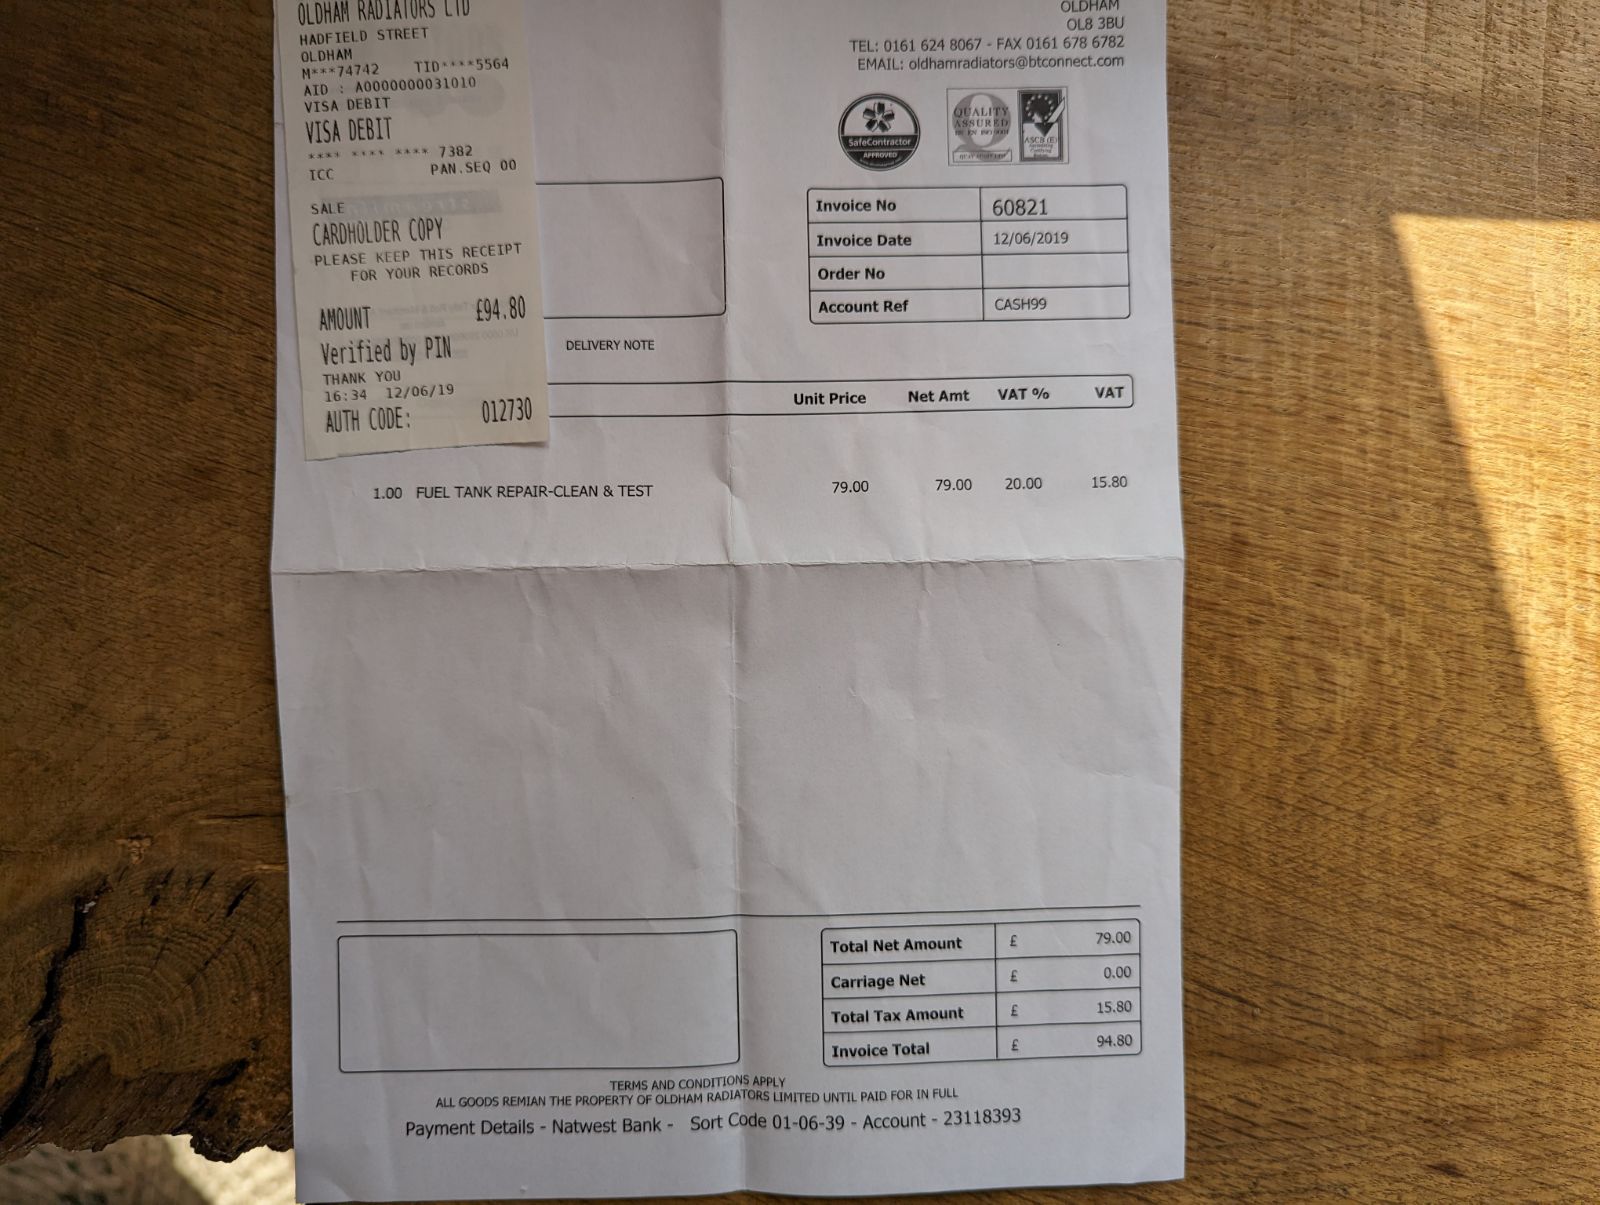 OLDHAM RADIATORS LTD
HADFIELD STREET
OLDHAM
M***74742 TID****5564
AID : A0000000031010
VISA DEBIT
VISA DEBIT
**** **** **** 7382
ICC PAN.SEQ 00
SALE
CARDHOLDER COPY
PLEASE KEEP THIS RECEIPT
FOR YOUR RECORDS
AMOUNT £94.80
Verified by PIN
THANK YOU
16:34 12/06/19
AUTH CODE: 012730
OLDHAM
OL8 3BU
TEL: 0161 624 8067 - FAX 0161 678 6782
EMAIL: oldhamradiators@btconnect.com
SafeContractor
APPROVED
QUALITY
ASSURED
ASCB (E)
Invoice No 60821
Invoice Date 12/06/2019
Order No
Account Ref CASH99
DELIVERY NOTE
Unit Price Net Amt VAT % VAT
1.00 FUEL TANK REPAIR-CLEAN & TEST 79.00 79.00 20.00 15.80
Total Net Amount £ 79.00
Carriage Net £ 0.00
Total Tax Amount £ 15.80
Invoice Total £ 94.80
TERMS AND CONDITIONS APPLY
ALL GOODS REMIAN THE PROPERTY OF OLDHAM RADIATORS LIMITED UNTIL PAID FOR IN FULL
Payment Details - Natwest Bank - Sort Code 01-06-39 - Account - 23118393